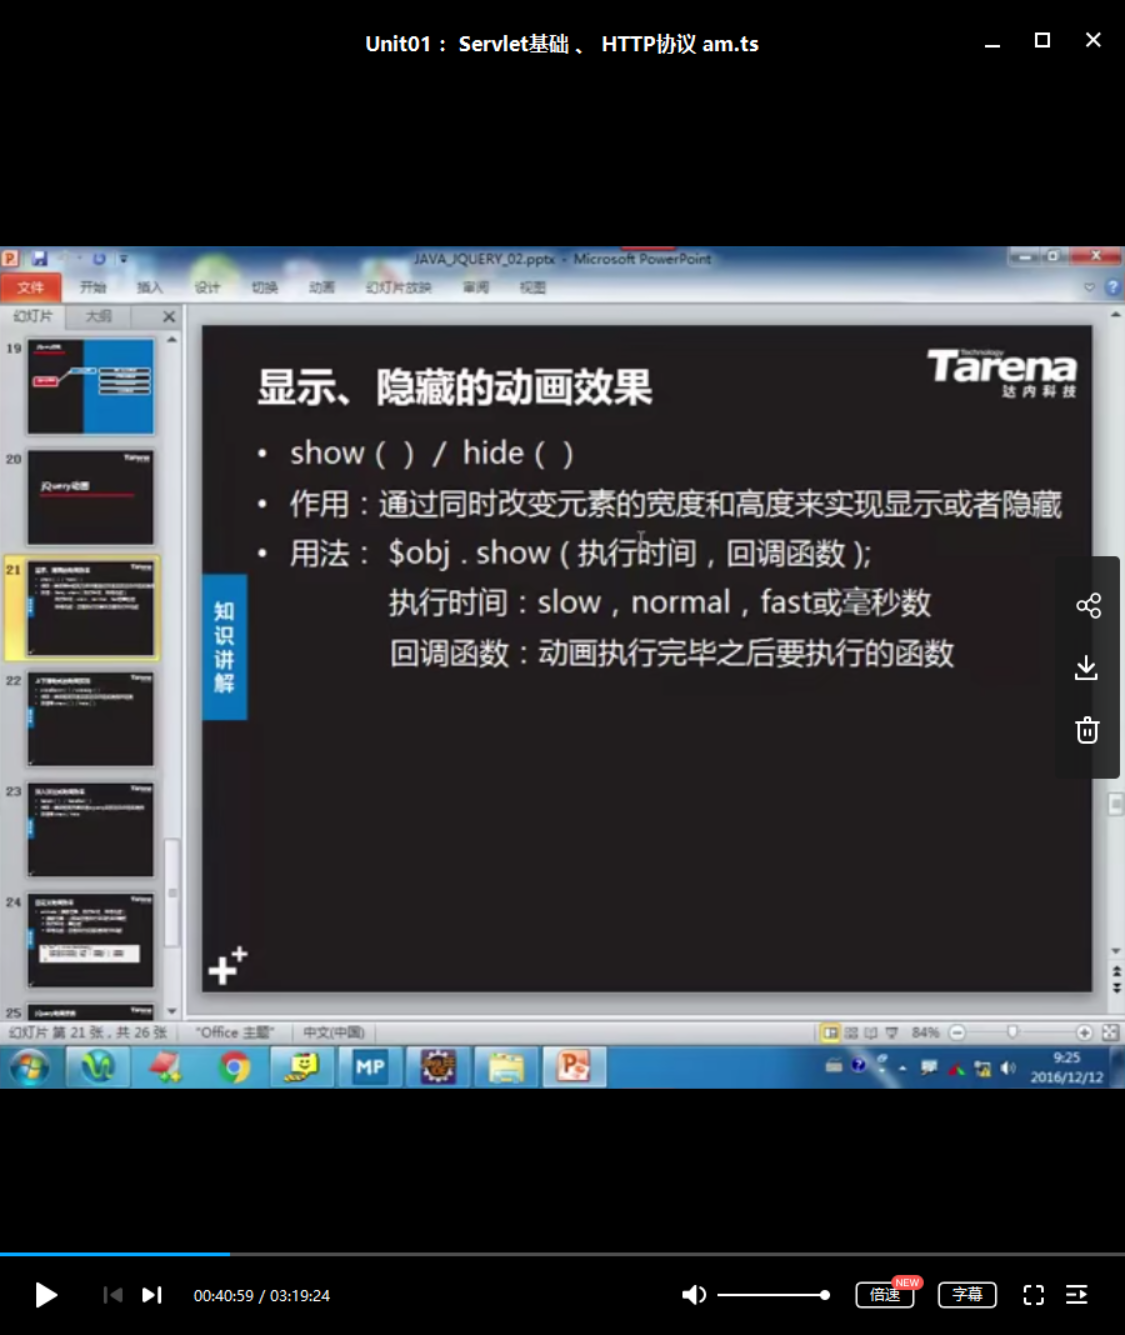 Unit01： Servlet基础 、 HTTP协议 am.ts
JAVA_JQUERY_02.pptx - Microsoft PowerPoint
文件 开始 插入 设计 切换 动画 幻灯片放映 审阅 视图
幻灯片 大纲
19
20
jQuery动画
21
22
23
24
25
Technology
Tarena
达内科技
显示、隐藏的动画效果
• show ( ) / hide ( )
• 作用：通过同时改变元素的宽度和高度来实现显示或者隐藏
• 用法： $obj . show ( 执行时间 , 回调函数 );
执行时间：slow , normal , fast或毫秒数
回调函数：动画执行完毕之后要执行的函数
知识讲解
幻灯片 第 21 张，共 26 张 "Office 主题" 中文(中国) 84%
MP
9:25
2016/12/12
00:40:59 / 03:19:24
倍速 NEW
字幕